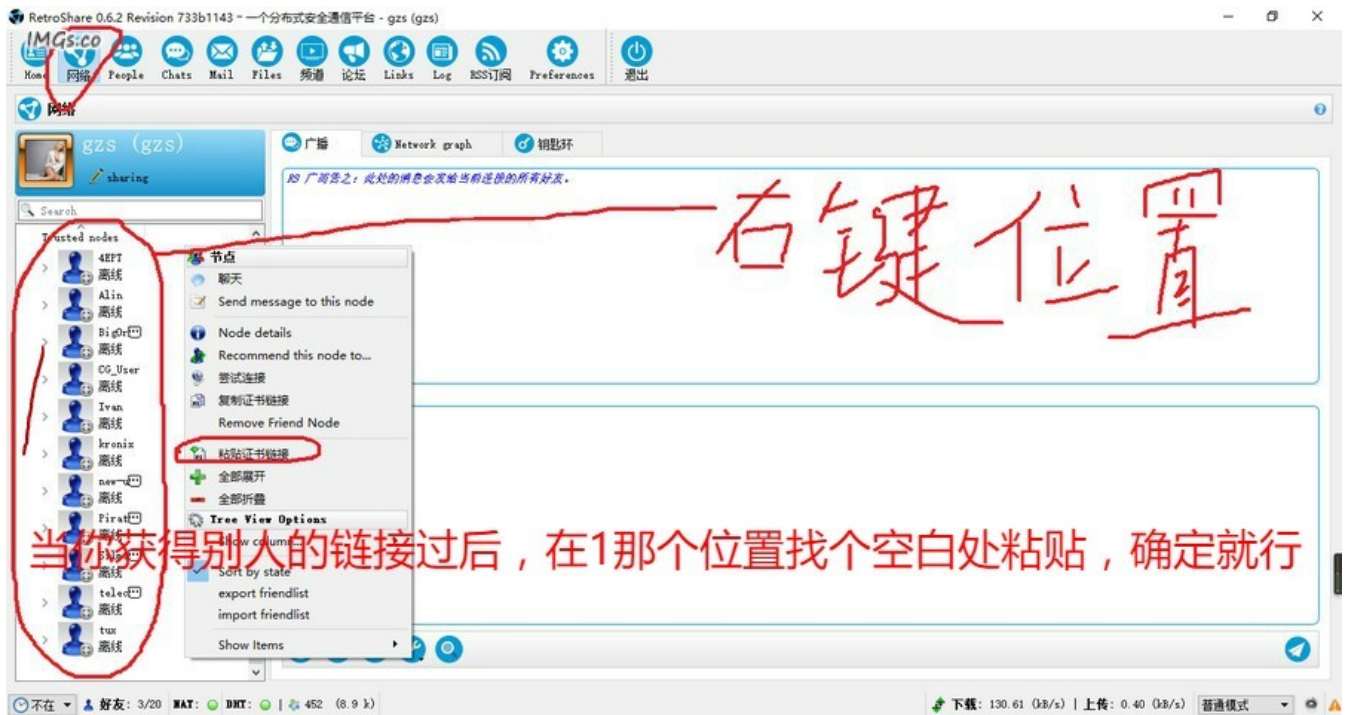 RetroShare 0.6.2 Revision 733b1143 - 一个分布式安全通信平台 - gzs (gzs)
IMGs.co
Home 网络 People Chats Mail Files 频道 论坛 Links Log RSS订阅 Preferences 退出
网络
gzs (gzs)
sharing
广播 Network graph 钥匙环
RS 广而告之: 此处的消息会发给当前连接的所有好友。
右键位置
Search
Trusted nodes
4EPT
离线
Alin
离线
BigOr
离线
CG_User
离线
Ivan
离线
kronix
离线
new-u
离线
Pirat
离线
离线
telec
离线
tux
离线
节点
聊天
Send message to this node
Node details
Recommend this node to...
尝试连接
复制证书链接
Remove Friend Node
粘贴证书链接
全部展开
全部折叠
Tree View Options
Show column...
Sort by state
export friendlist
import friendlist
Show Items
当你获得别人的链接过后，在1那个位置找个空白处粘贴，确定就行
不在 好友: 3/20 NAT: DHT: | 452 (8.9 k) 下载: 130.61 (kB/s) | 上传: 0.40 (kB/s) 普通模式